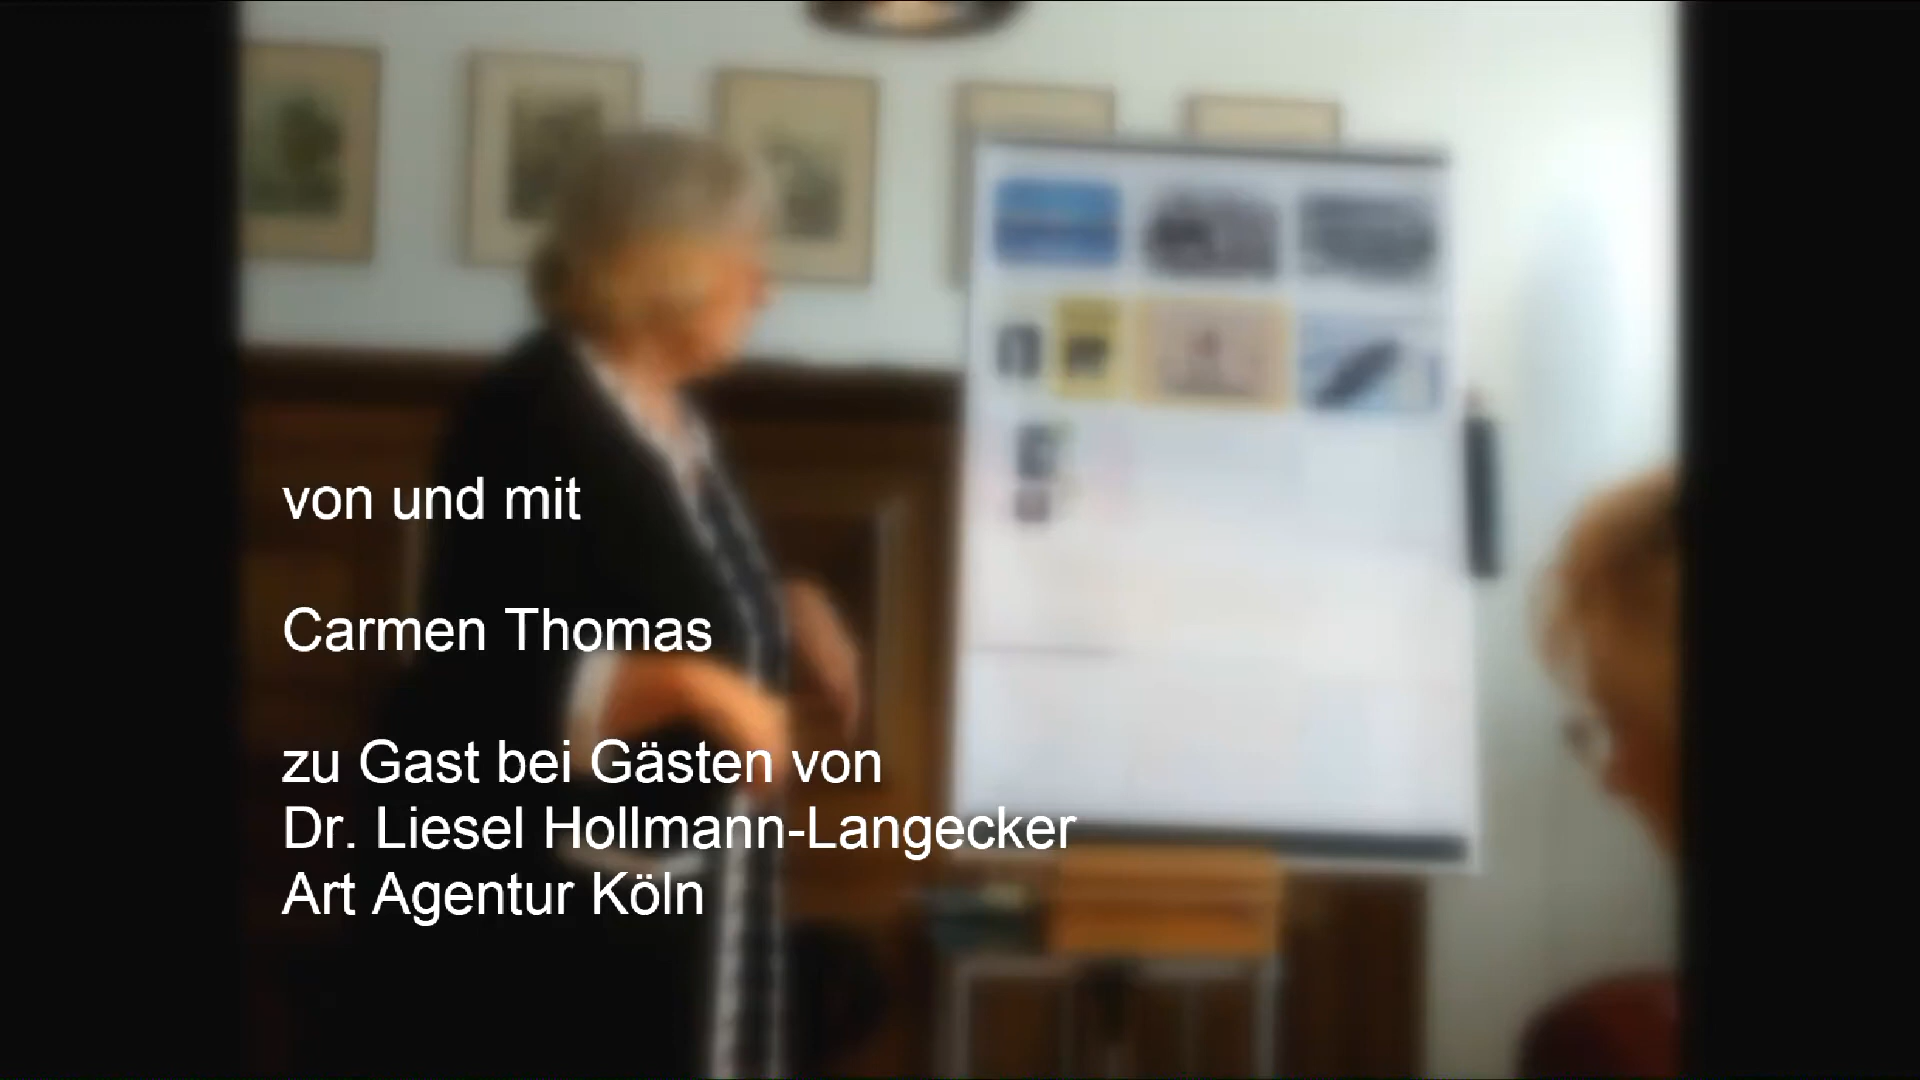 von und mit
Carmen Thomas
zu Gast bei Gästen von
Dr. Liesel Hollmann-Langecker
Art Agentur Köln